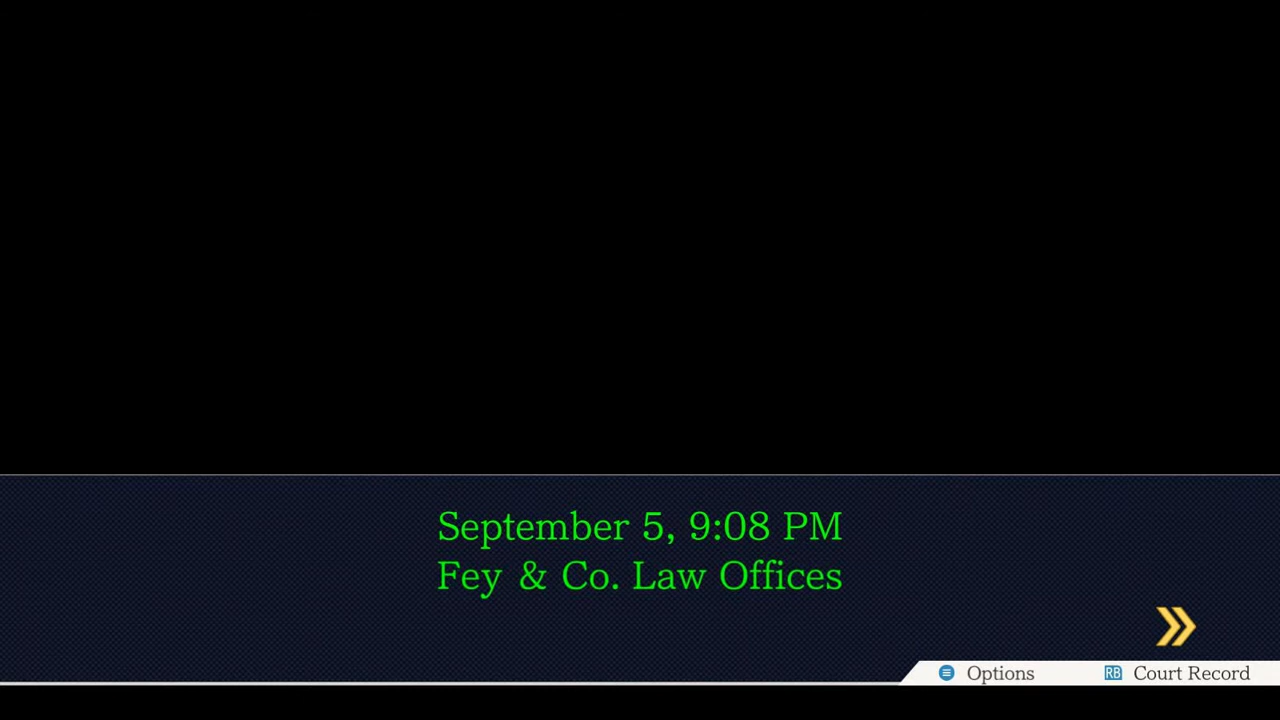 September 5, 9:08 PM
Fey & Co. Law Offices
Options
RB Court Record